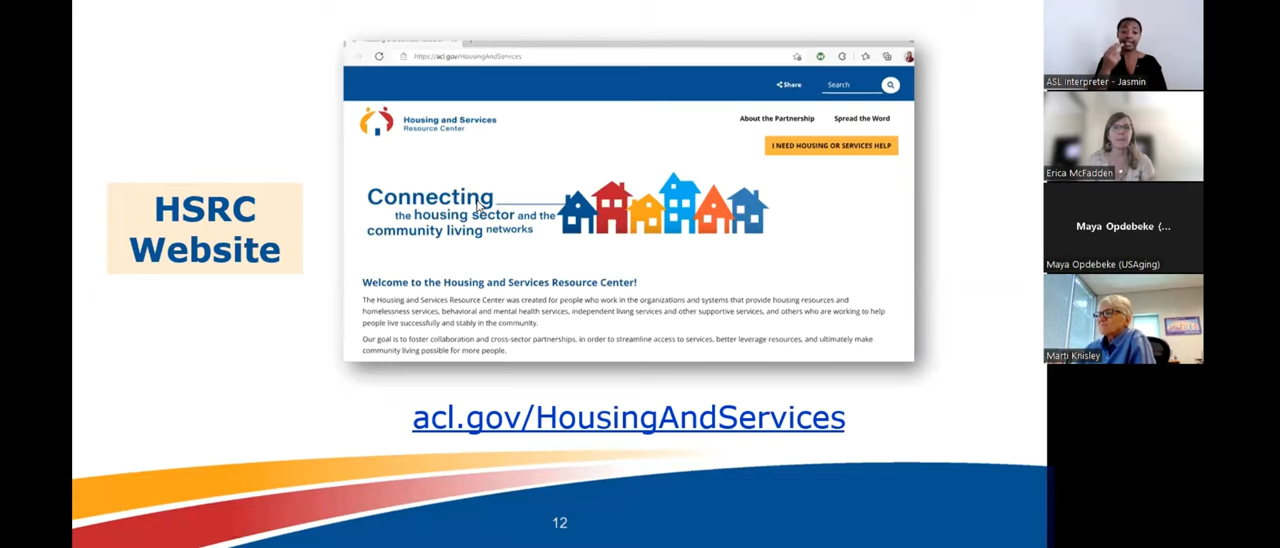 HSRC
Website
https://acl.gov/HousingAndServices
Share
Search
Housing and Services
Resource Center
About the Partnership
Spread the Word
I NEED HOUSING OR SERVICES HELP
Connecting
the housing sector and the
community living networks
Welcome to the Housing and Services Resource Center!
The Housing and Services Resource Center was created for people who work in the organizations and systems that provide housing resources and
homelessness services, behavioral and mental health services, independent living services and other supportive services, and others who are working to help
people live successfully and stably in the community.
Our goal is to foster collaboration and cross-sector partnerships, in order to streamline access to services, better leverage resources, and ultimately make
community living possible for more people.
acl.gov/HousingAndServices
12
ASL Interpreter - Jasmin
Erica McFadden
Maya Opdebeke (...
Maya Opdebeke (USAging)
Marti Knisley